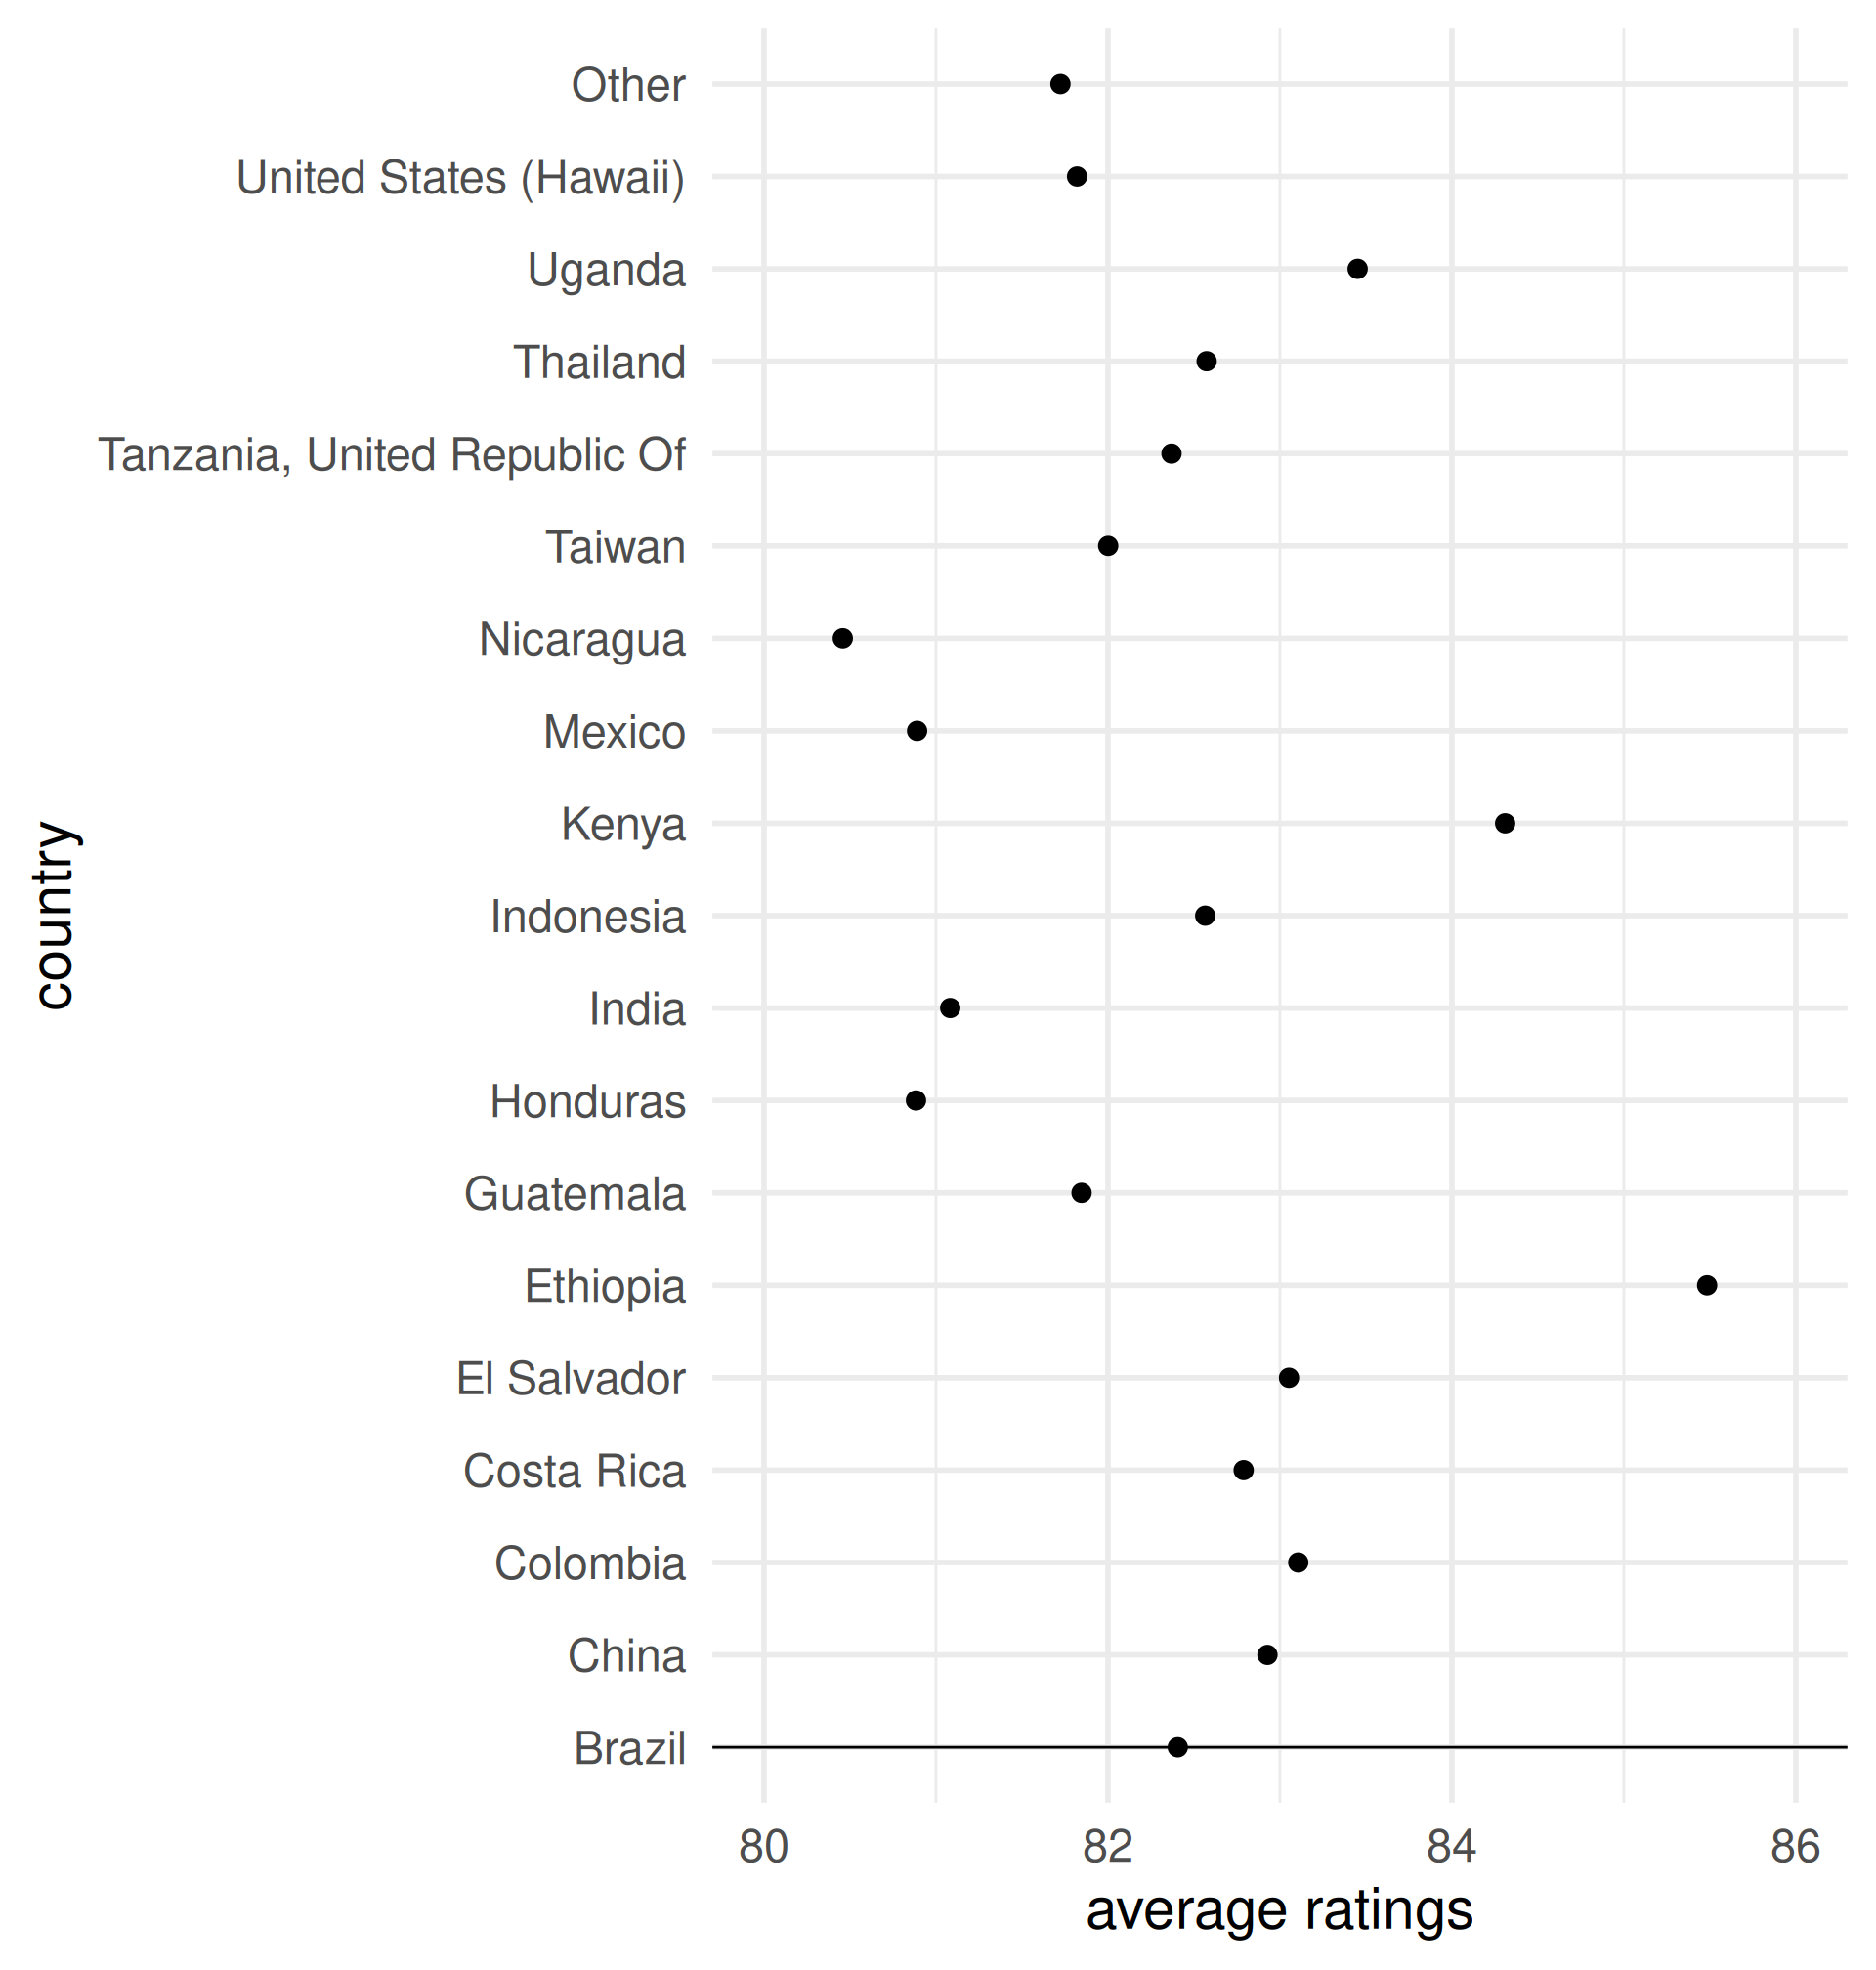 Other
United States (Hawaii)
Uganda
Thailand
Tanzania, United Republic Of
Taiwan
Nicaragua
Mexico
Kenya
Indonesia
India
Honduras
Guatemala
Ethiopia
El Salvador
Costa Rica
Colombia
China
Brazil
country
80 82 84 86
average ratings